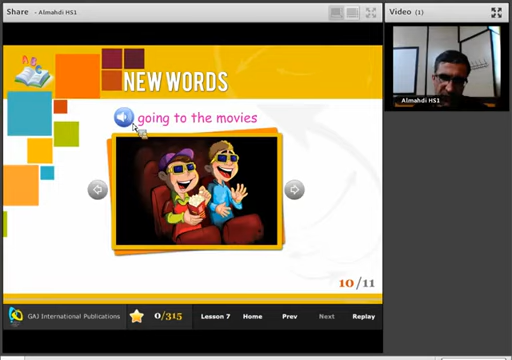 Share - Almahdi HS1
Video (1)
NEW WORDS
going to the movies
Almahdi HS1
10/11
GAJ International Publications
0/315
Lesson 7
Home
Prev
Next
Replay